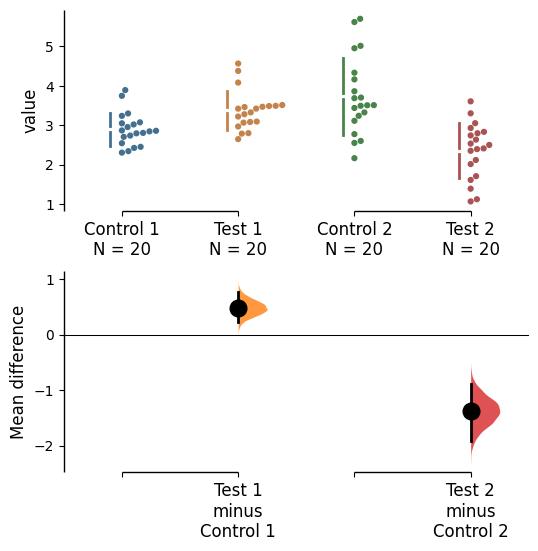 value
5
4
3
2
1
Control 1
N = 20
Test 1
N = 20
Control 2
N = 20
Test 2
N = 20
Mean difference
1
0
−1
−2
Test 1
minus
Control 1
Test 2
minus
Control 2